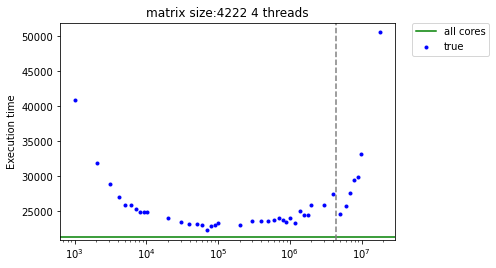 matrix size:4222 4 threads
all cores
true
Execution time
50000
45000
40000
35000
30000
25000
10³ 10⁴ 10⁵ 10⁶ 10⁷